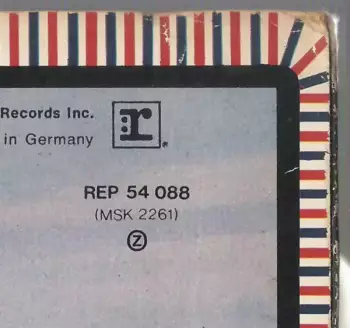 Records Inc.
r:
in Germany
REP 54 088
(MSK 2261)
Z